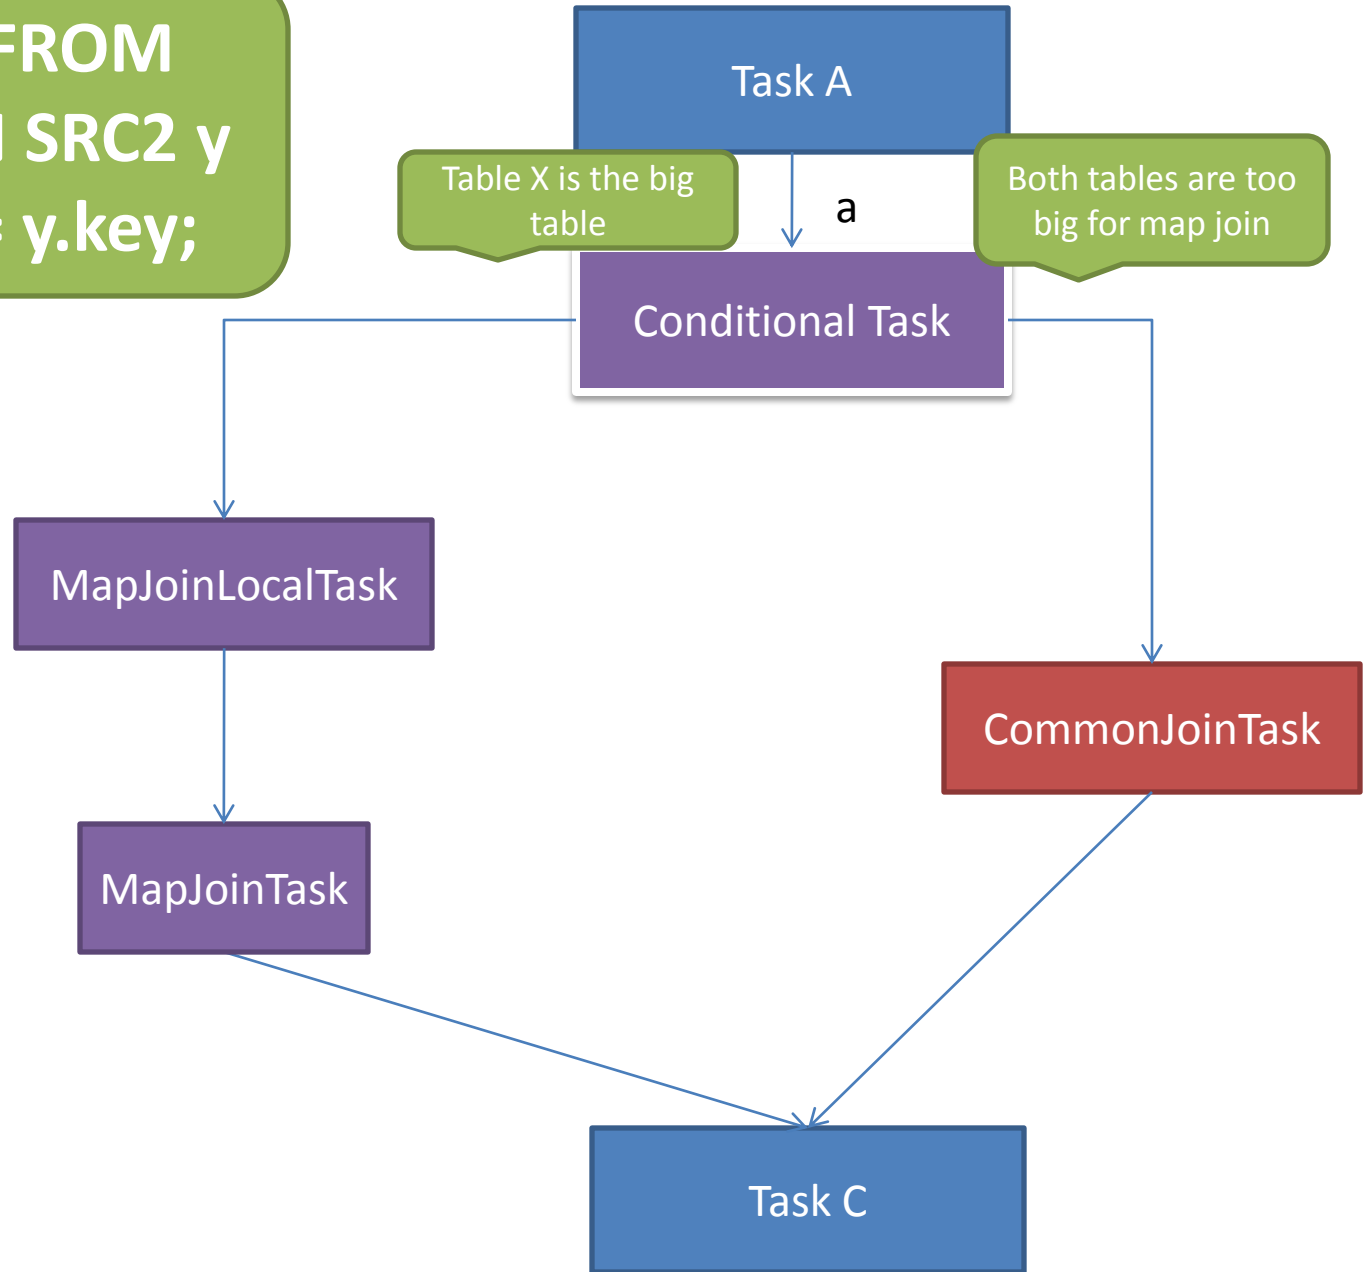 FROM
SRC2 y
= y.key;
Task A
Table X is the big
table
a
Both tables are too
big for map join
Conditional Task
MapJoinLocalTask
CommonJoinTask
MapJoinTask
Task C